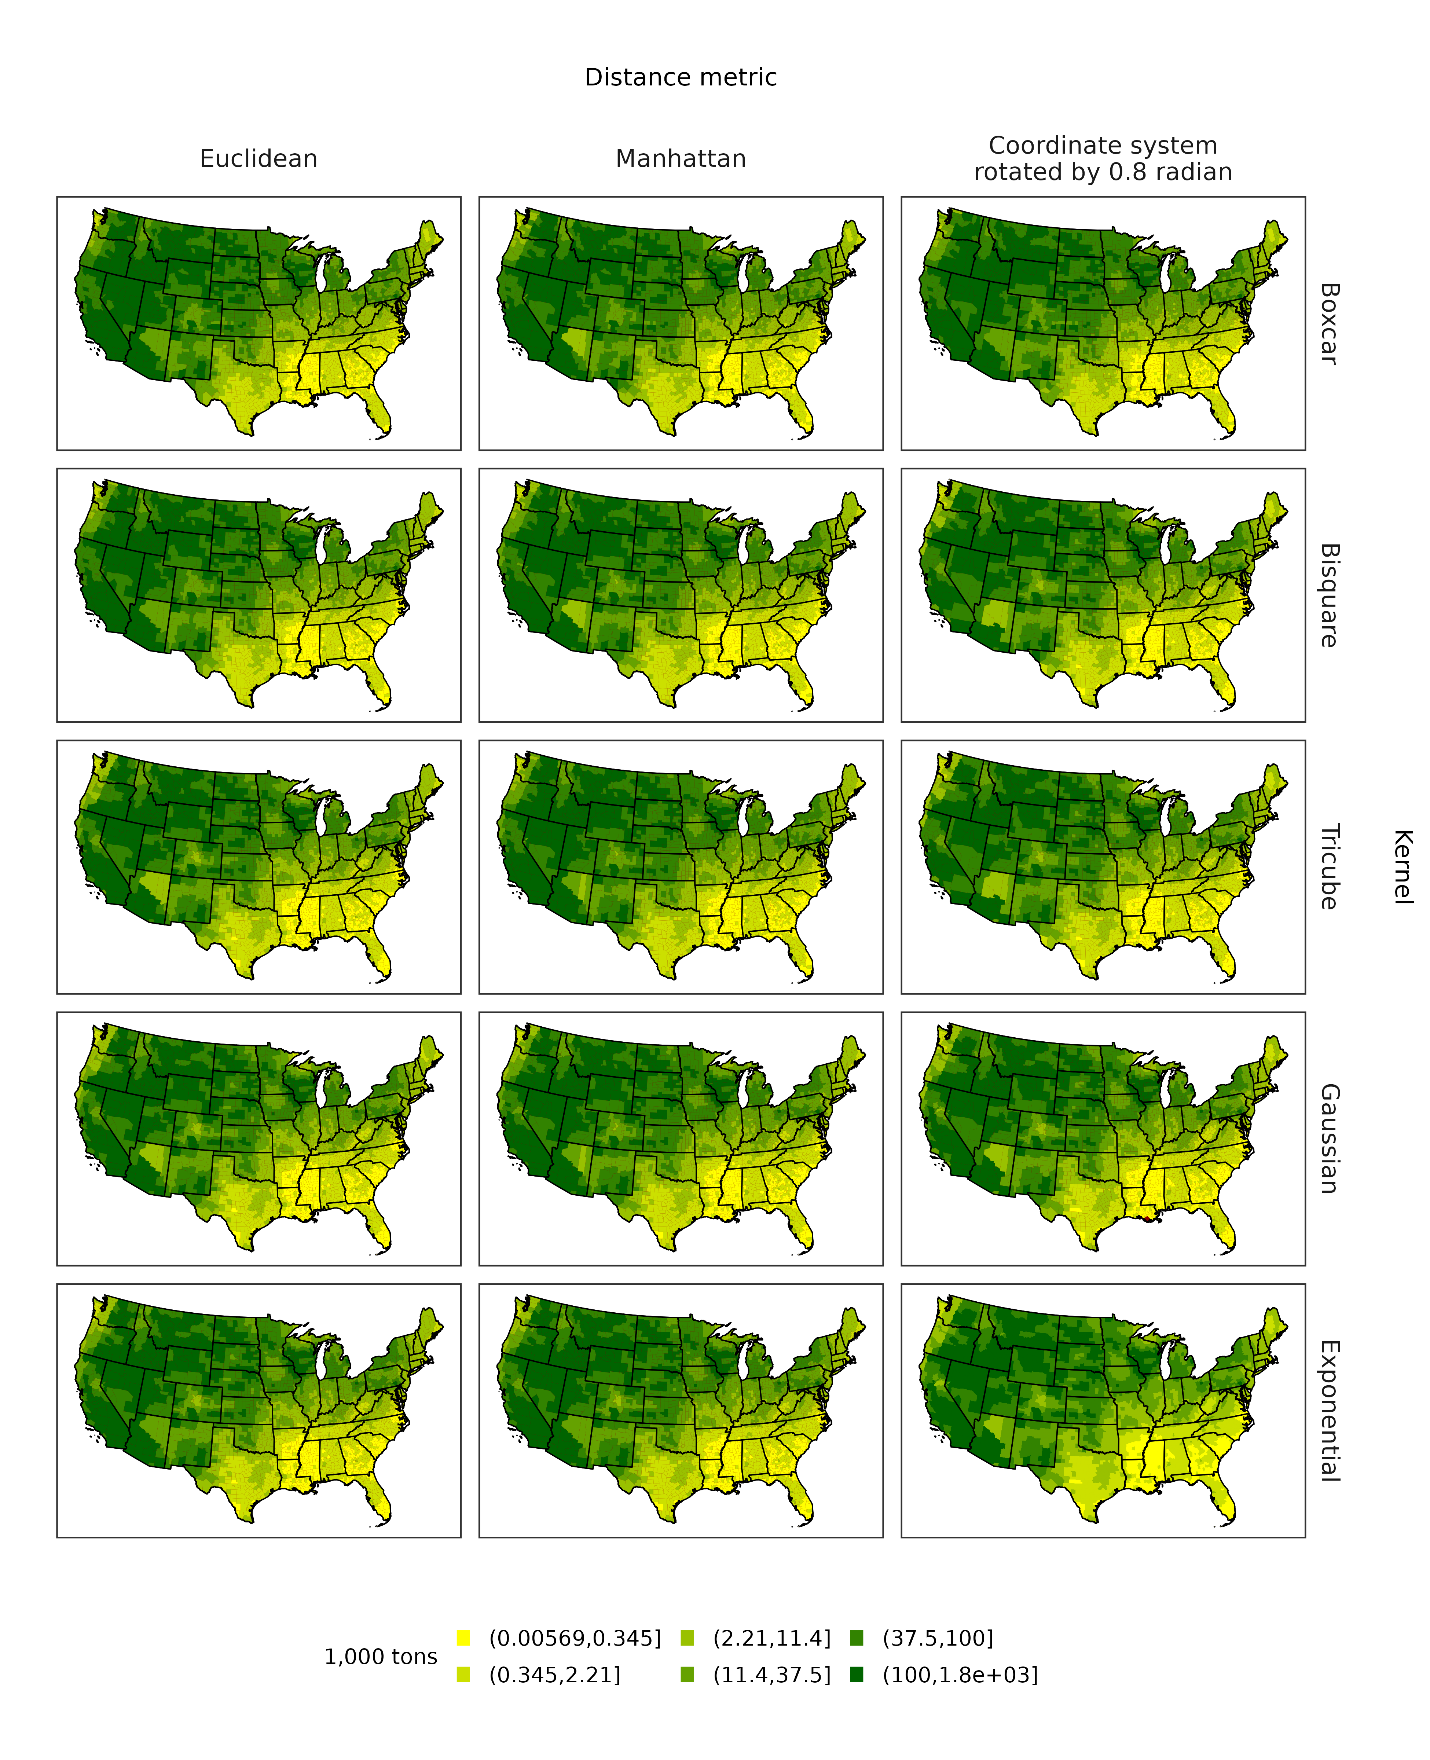 Distance metric
Euclidean
Manhattan
Coordinate system
rotated by 0.8 radian
Boxcar
Bisquare
Tricube
Kernel
Gaussian
Exponential
1,000 tons
(0.00569,0.345]
(2.21,11.4]
(37.5,100]
(0.345,2.21]
(11.4,37.5]
(100,1.8e+03]